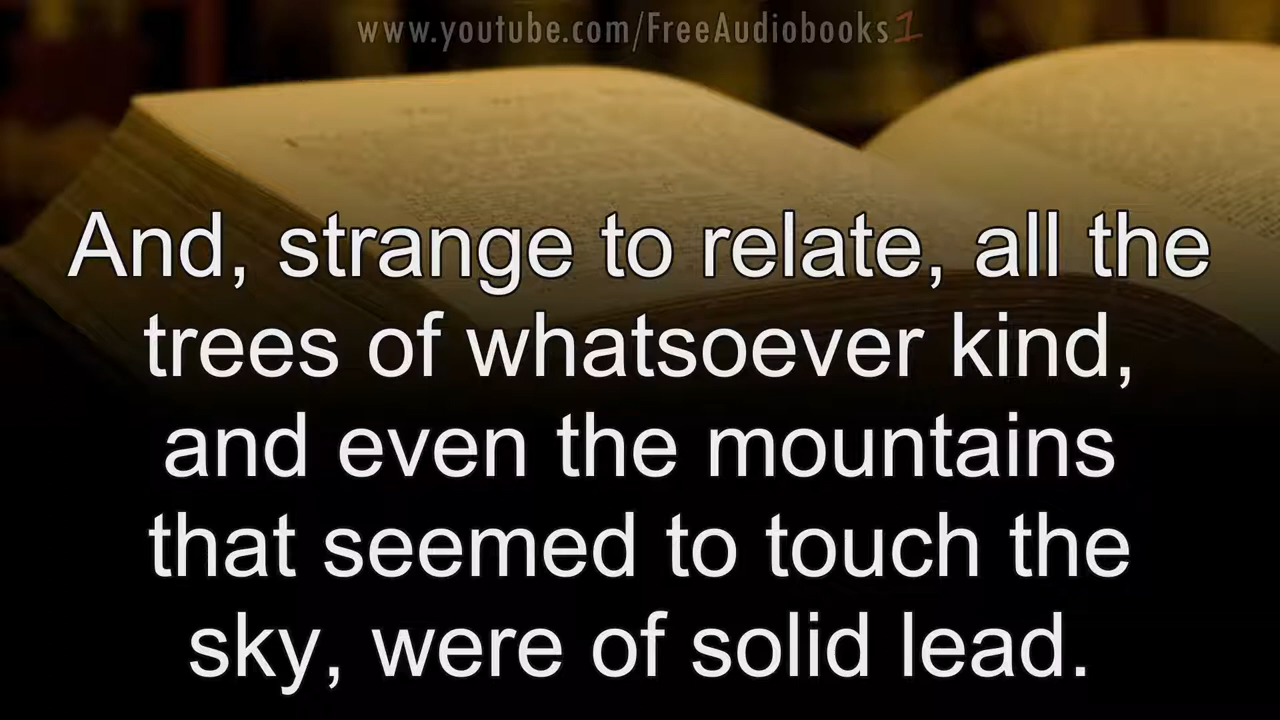 www.youtube.com/FreeAudiobooks1
And, strange to relate, all the
trees of whatsoever kind,
and even the mountains
that seemed to touch the
sky, were of solid lead.